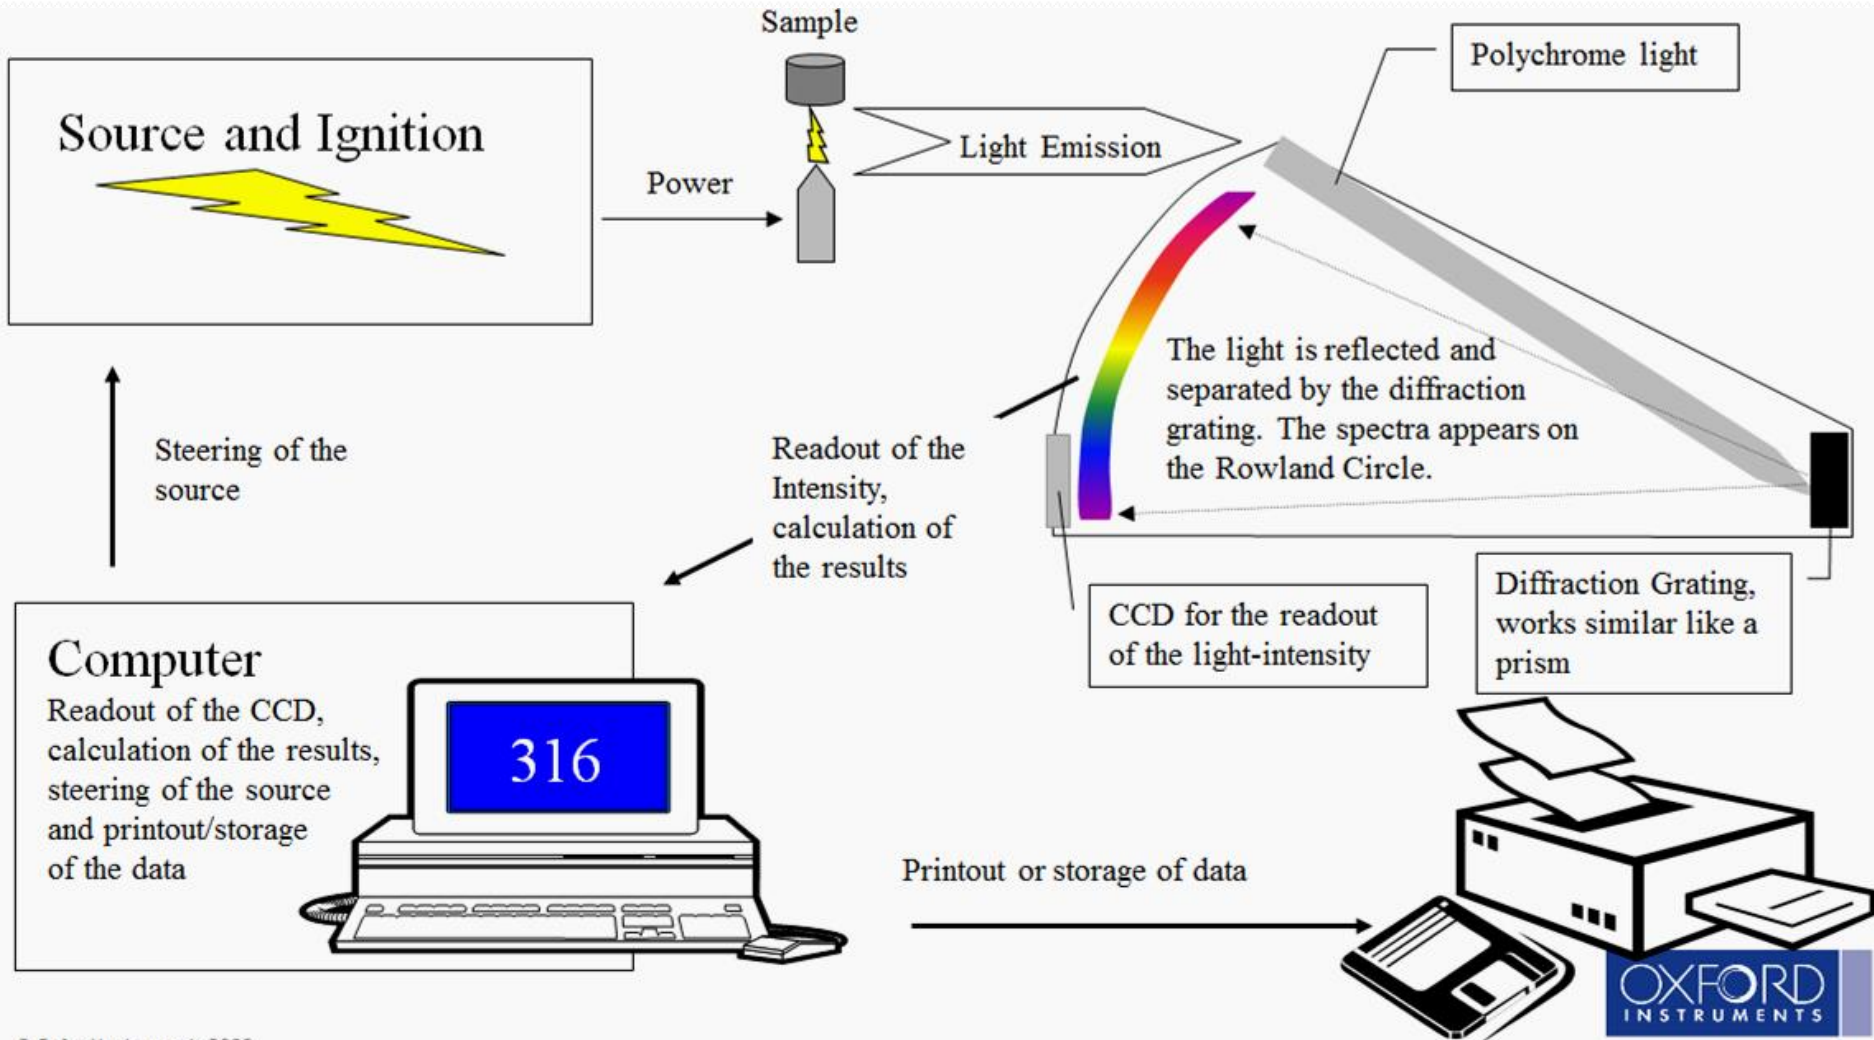 Sample
Polychrome light
Source and Ignition
Light Emission
Power
The light is reflected and
separated by the diffraction
grating. The spectra appears on
the Rowland Circle.
Steering of the
source
Readout of the
Intensity,
calculation of
the results
CCD for the readout
of the light-intensity
Diffraction Grating,
works similar like a
prism
Computer
Readout of the CCD,
calculation of the results,
steering of the source
and printout/storage
of the data
316
Printout or storage of data
OXFORD
INSTRUMENTS